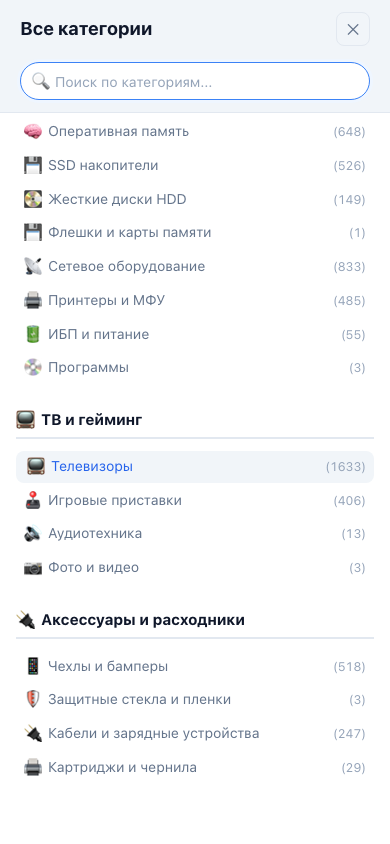 Все категории
Поиск по категориям...
Оперативная память (648)
SSD накопители (526)
Жесткие диски HDD (149)
Флешки и карты памяти (1)
Сетевое оборудование (833)
Принтеры и МФУ (485)
ИБП и питание (55)
Программы (3)
ТВ и гейминг
Телевизоры (1633)
Игровые приставки (406)
Аудиотехника (13)
Фото и видео (3)
Аксессуары и расходники
Чехлы и бамперы (518)
Защитные стекла и пленки (3)
Кабели и зарядные устройства (247)
Картриджи и чернила (29)